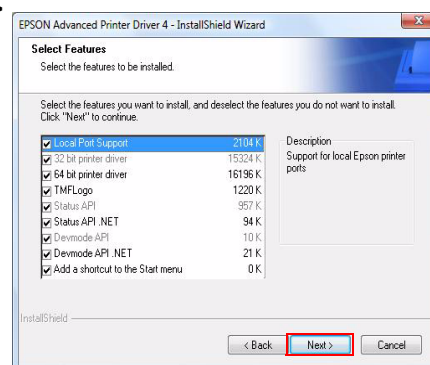 EPSON Advanced Printer Driver 4 - InstallShield Wizard
Select Features
Select the features to be installed.
Select the features you want to install, and deselect the features you do not want to install.
Click "Next" to continue.
Local Port Support 2104 K
32 bit printer driver 15324 K
64 bit printer driver 16196 K
TMFLogo 1220 K
Status API 957 K
Status API .NET 94 K
Devmode API 10 K
Devmode API .NET 21 K
Add a shortcut to the Start menu 0 K
Description
Support for local Epson printer
ports
InstallShield
< Back Next > Cancel